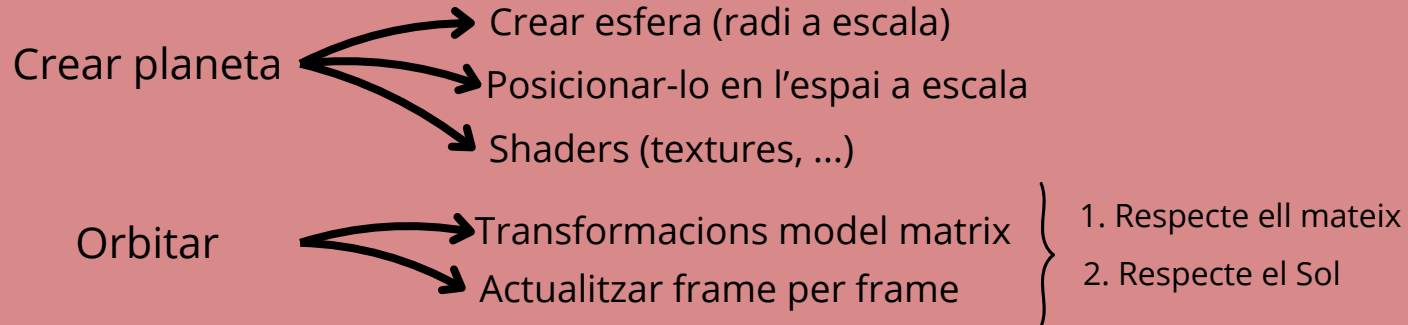 Crear planeta
Crear esfera (radi a escala)
Posicionar-lo en l’espai a escala
Shaders (textures, ...)
Orbitar
Transformacions model matrix
Actualitzar frame per frame
1. Respecte ell mateix
2. Respecte el Sol